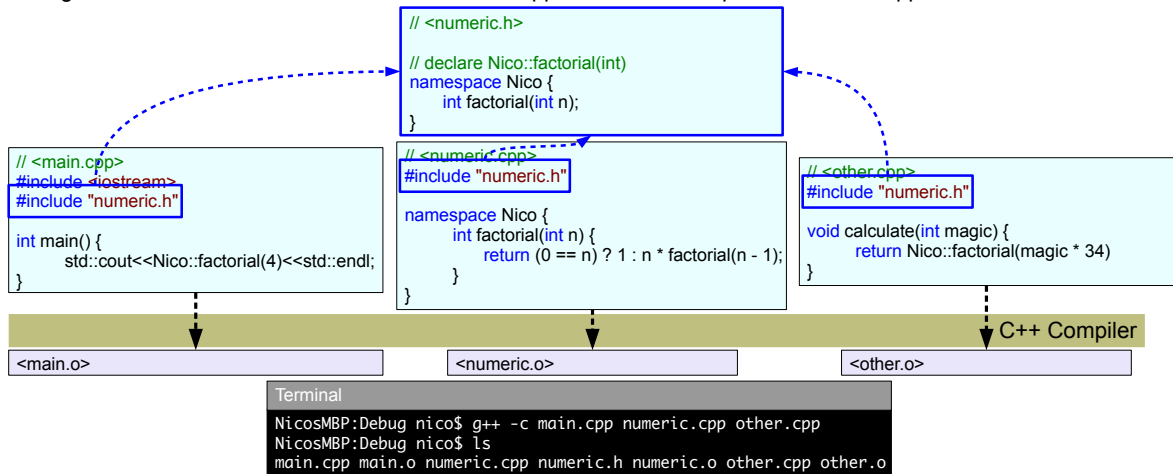 // <numeric.h>
// declare Nico::factorial(int)
namespace Nico {
int factorial(int n);
}
// <main.cpp>
#include <iostream>
#include "numeric.h"
int main() {
std::cout<<Nico::factorial(4)<<std::endl;
}
// <numeric.cpp>
#include "numeric.h"
namespace Nico {
int factorial(int n) {
return (0 == n) ? 1 : n * factorial(n - 1);
}
}
// <other.cpp>
#include "numeric.h"
void calculate(int magic) {
return Nico::factorial(magic * 34)
}
C++ Compiler
<main.o>
<numeric.o>
<other.o>
Terminal
NicosMBP:Debug nico$ g++ -c main.cpp numeric.cpp other.cpp
NicosMBP:Debug nico$ ls
main.cpp main.o numeric.cpp numeric.h numeric.o other.cpp other.o